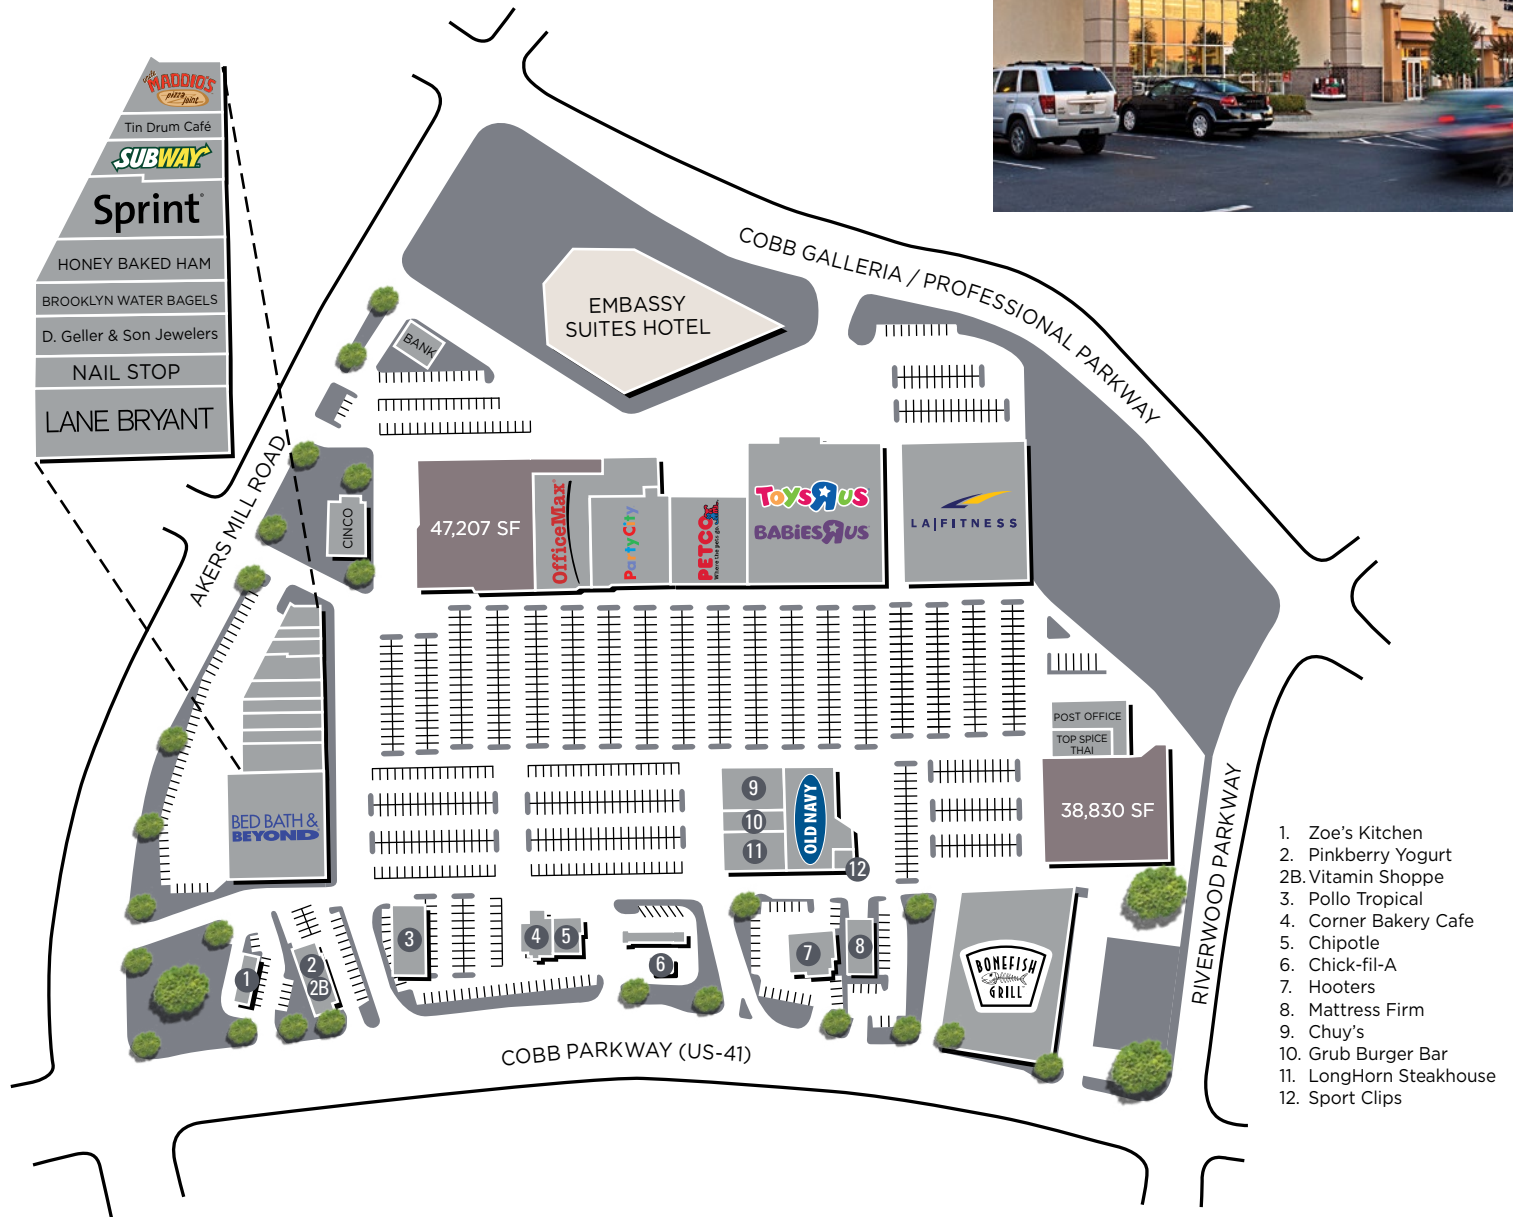 uncle
MADDIO'S
pizza
joint
Tin Drum Café
SUBWAY
Sprint
HONEY BAKED HAM
BROOKLYN WATER BAGELS
D. Geller & Son Jewelers
NAIL STOP
LANE BRYANT
COBB GALLERIA / PROFESSIONAL PARKWAY
EMBASSY
SUITES HOTEL
BANK
AKERS MILL ROAD
CINCO
47,207 SF
OfficeMax
PartyCity
PETCO
Where the pets go.
TOYS R US
BABIES R US
LA|FITNESS
POST OFFICE
TOP SPICE
THAI
38,830 SF
BED BATH &
BEYOND
9
10
11
OLD NAVY
12
RIVERWOOD PARKWAY
1
2
2B
3
4
5
6
7
8
BONEFISH
GRILL
COBB PARKWAY (US-41)
1. Zoe's Kitchen
2. Pinkberry Yogurt
2B. Vitamin Shoppe
3. Pollo Tropical
4. Corner Bakery Cafe
5. Chipotle
6. Chick-fil-A
7. Hooters
8. Mattress Firm
9. Chuy's
10. Grub Burger Bar
11. LongHorn Steakhouse
12. Sport Clips